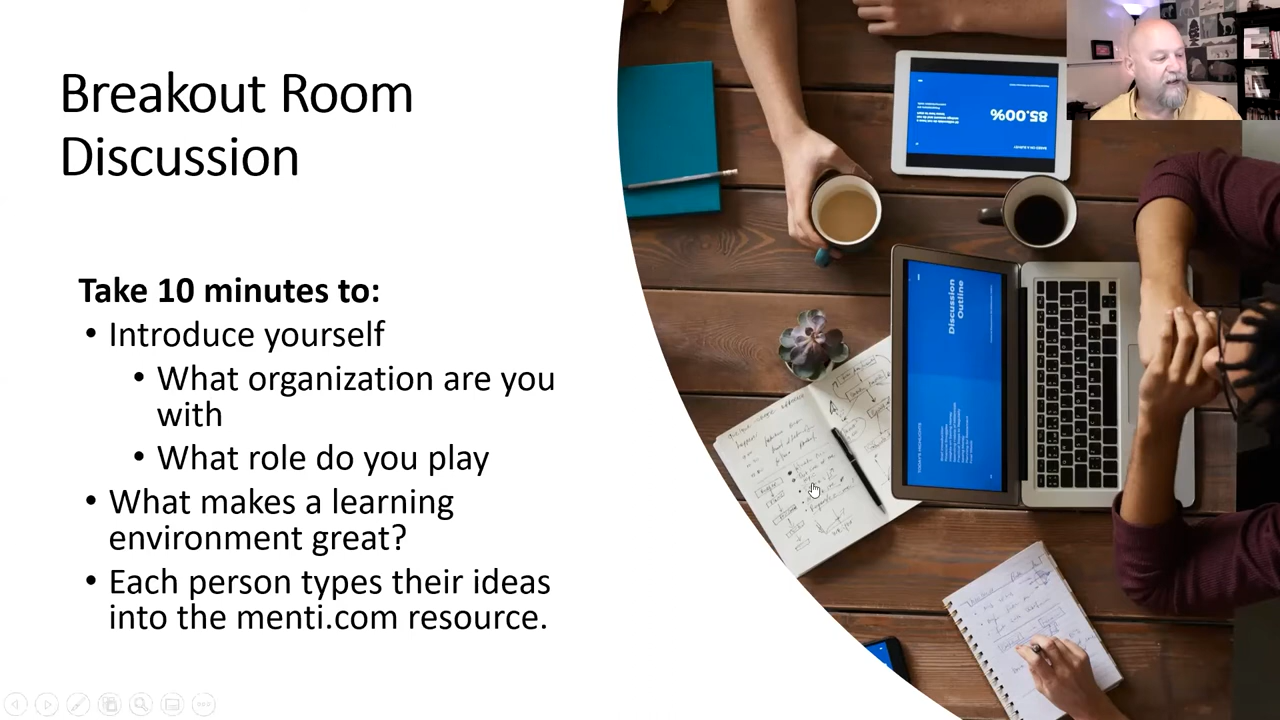 Breakout Room
Discussion
Take 10 minutes to:
• Introduce yourself
• What organization are you
with
• What role do you play
• What makes a learning
environment great?
• Each person types their ideas
into the menti.com resource.
85.00%
Discussion
Outline